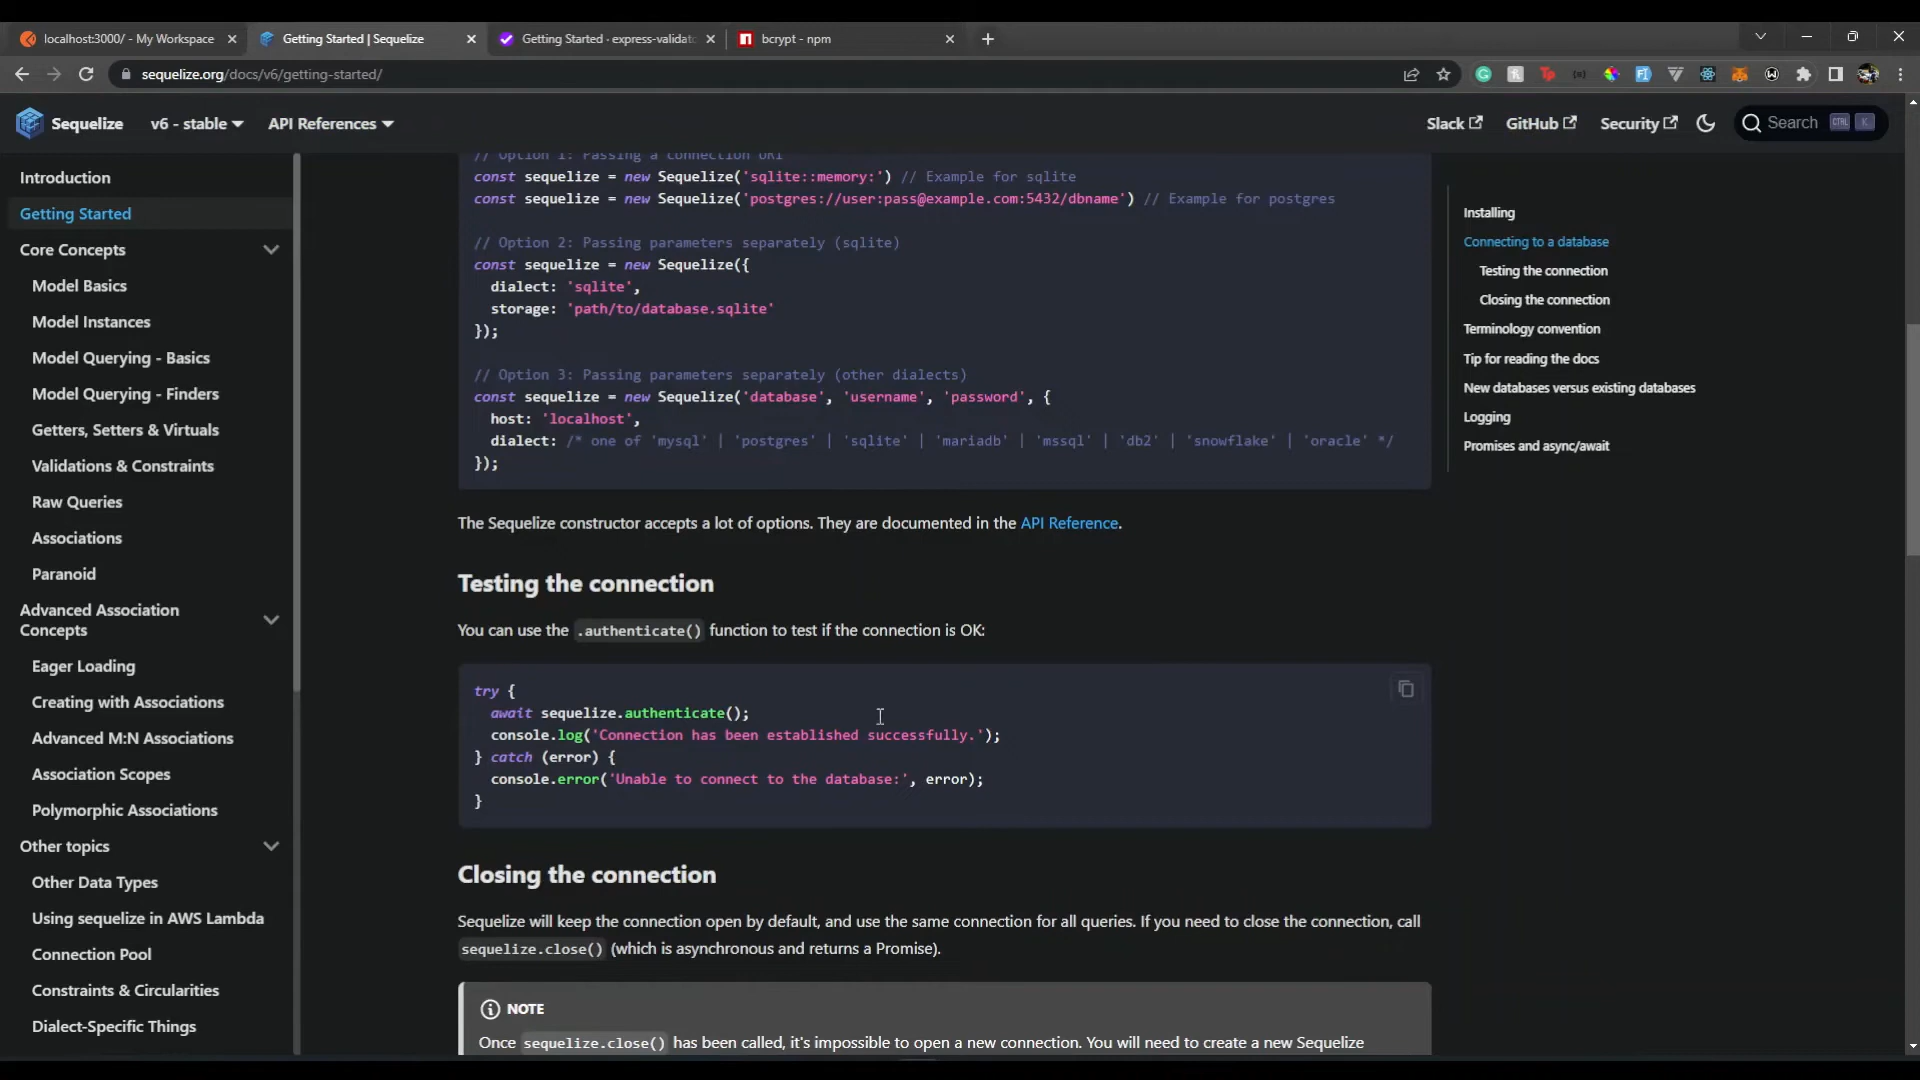 localhost:3000/ - My Workspace
Getting Started | Sequelize
Getting Started - express-validato
bcrypt - npm
sequelize.org/docs/v6/getting-started/
Sequelize
v6 - stable
API References
Slack
GitHub
Security
Search
CTRL
K
Introduction
Getting Started
Core Concepts
Model Basics
Model Instances
Model Querying - Basics
Model Querying - Finders
Getters, Setters & Virtuals
Validations & Constraints
Raw Queries
Associations
Paranoid
Advanced Association
Concepts
Eager Loading
Creating with Associations
Advanced M:N Associations
Association Scopes
Polymorphic Associations
Other topics
Other Data Types
Using sequelize in AWS Lambda
Connection Pool
Constraints & Circularities
Dialect-Specific Things
// Option 1: Passing a connection URI
const sequelize = new Sequelize('sqlite::memory:') // Example for sqlite
const sequelize = new Sequelize('postgres://user:pass@example.com:5432/dbname') // Example for postgres
// Option 2: Passing parameters separately (sqlite)
const sequelize = new Sequelize({
dialect: 'sqlite',
storage: 'path/to/database.sqlite'
});
// Option 3: Passing parameters separately (other dialects)
const sequelize = new Sequelize('database', 'username', 'password', {
host: 'localhost',
dialect: /* one of 'mysql' | 'postgres' | 'sqlite' | 'mariadb' | 'mssql' | 'db2' | 'snowflake' | 'oracle' */
});
The Sequelize constructor accepts a lot of options. They are documented in the API Reference.
Testing the connection
You can use the .authenticate() function to test if the connection is OK:
try {
await sequelize.authenticate();
console.log('Connection has been established successfully.');
} catch (error) {
console.error('Unable to connect to the database:', error);
}
Closing the connection
Sequelize will keep the connection open by default, and use the same connection for all queries. If you need to close the connection, call
sequelize.close() (which is asynchronous and returns a Promise).
NOTE
Once sequelize.close() has been called, it's impossible to open a new connection. You will need to create a new Sequelize
Installing
Connecting to a database
Testing the connection
Closing the connection
Terminology convention
Tip for reading the docs
New databases versus existing databases
Logging
Promises and async/await